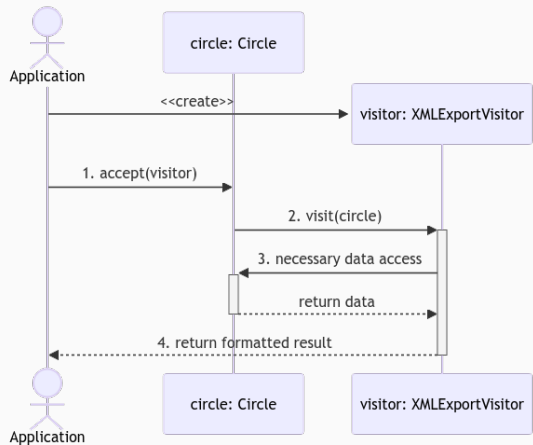 circle: Circle
Application
<<create>>
visitor: XMLExportVisitor
1. accept(visitor)
2. visit(circle)
3. necessary data access
return data
4. return formatted result
circle: Circle
visitor: XMLExportVisitor
Application